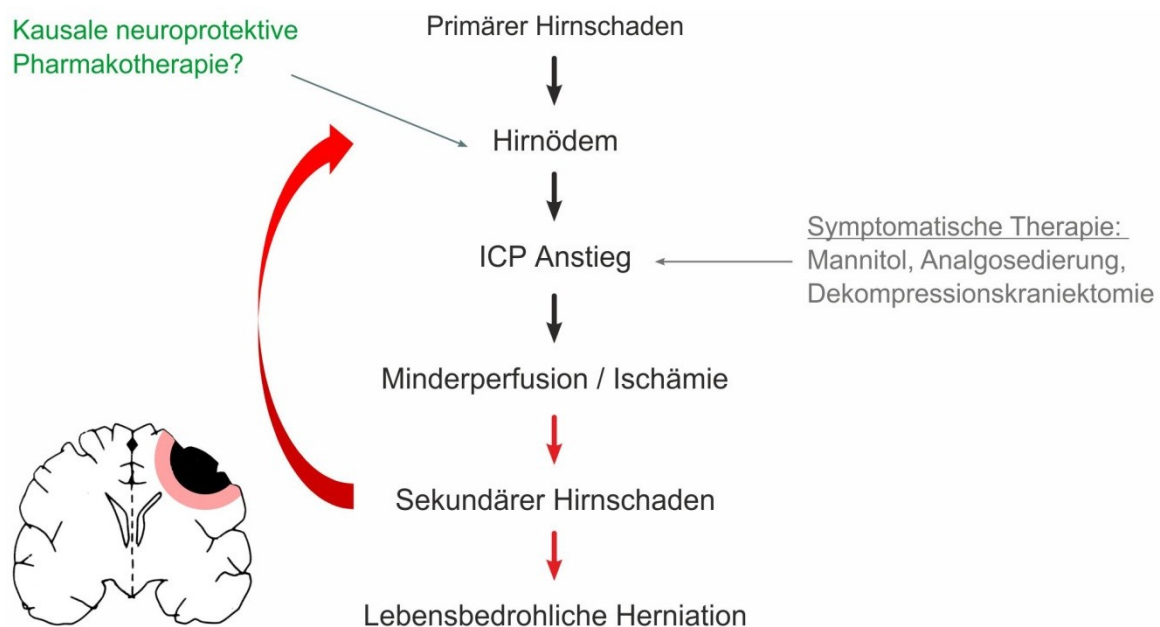 Kausale neuroprotektive
Pharmakotherapie?
Primärer Hirnschaden
Hirnödem
ICP Anstieg
Symptomatische Therapie:
Mannitol, Analgosedierung,
Dekompressionskraniektomie
Minderperfusion / Ischämie
Sekundärer Hirnschaden
Lebensbedrohliche Herniation